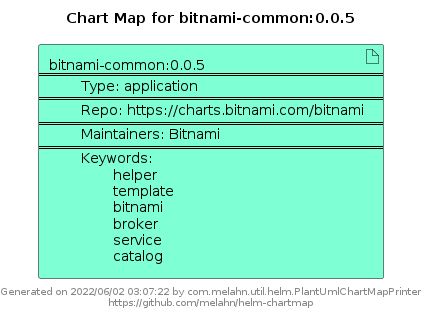 Chart Map for bitnami-common:0.0.5
bitnami-common:0.0.5
Type: application
Repo: https://charts.bitnami.com/bitnami
Maintainers: Bitnami
Keywords:
helper
template
bitnami
broker
service
catalog
Generated on 2022/06/02 03:07:22 by com.melahn.util.helm.PlantUmlChartMapPrinter
https://github.com/melahn/helm-chartmap